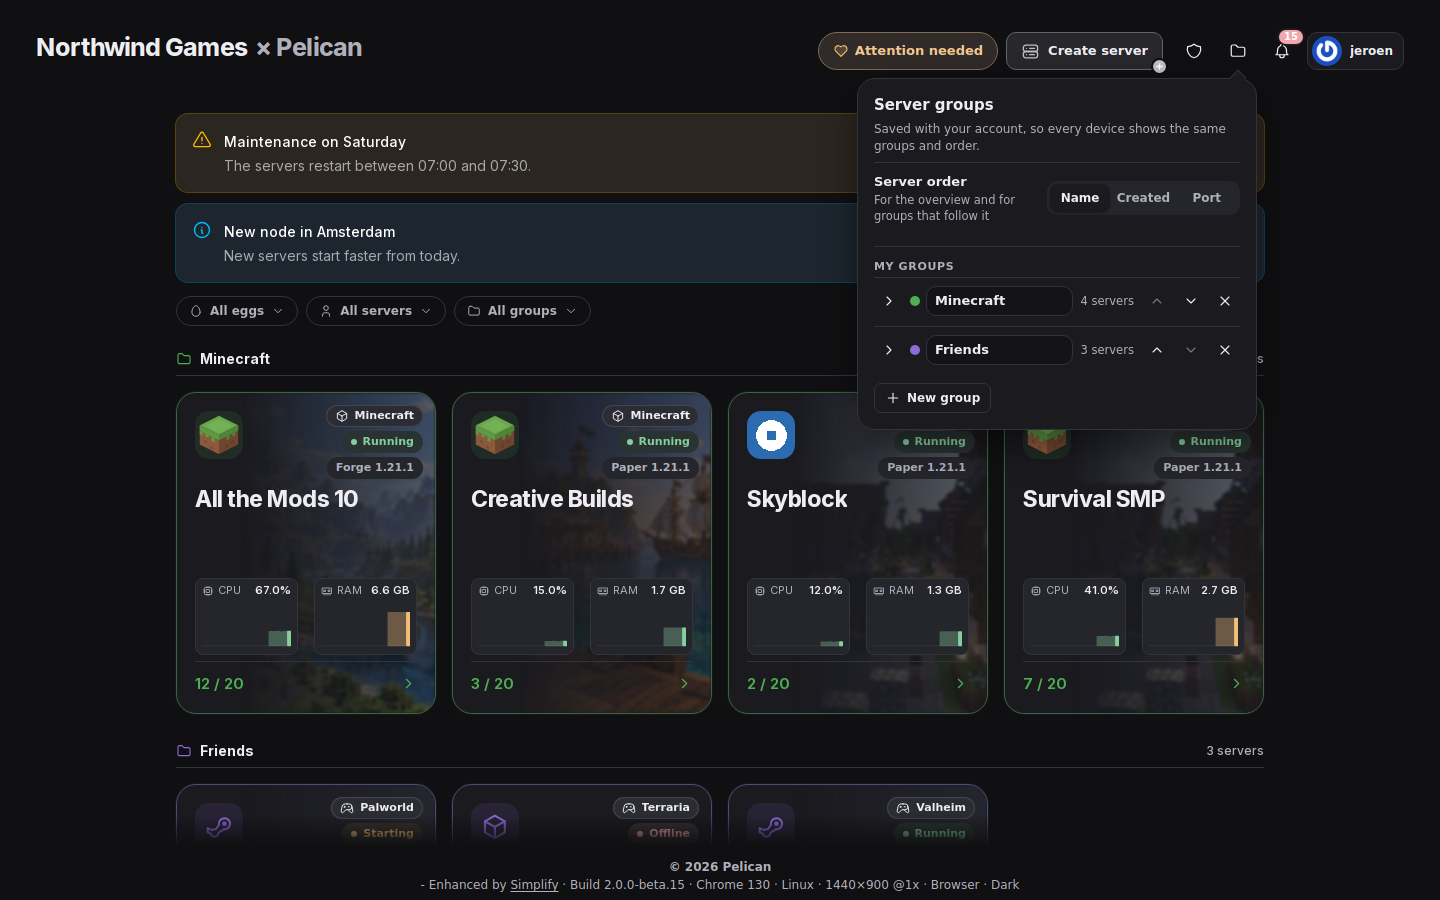 Northwind Games × Pelican
Attention needed
Create server
15
jeroen
Server groups
Saved with your account, so every device shows the same
groups and order.
Server order
For the overview and for
groups that follow it
Name
Created
Port
MY GROUPS
Minecraft
4 servers
Friends
3 servers
New group
Maintenance on Saturday
The servers restart between 07:00 and 07:30.
New node in Amsterdam
New servers start faster from today.
All eggs
All servers
All groups
Minecraft
s
Minecraft
Running
Forge 1.21.1
All the Mods 10
CPU 67.0%
RAM 6.6 GB
12 / 20
Minecraft
Running
Paper 1.21.1
Creative Builds
CPU 15.0%
RAM 1.7 GB
3 / 20
Running
Paper 1.21.1
Skyblock
CPU 12.0%
RAM 1.3 GB
2 / 20
Running
Paper 1.21.1
Survival SMP
CPU 41.0%
RAM 2.7 GB
7 / 20
Friends
3 servers
Palworld
Starting
Terraria
Offline
Valheim
Running
© 2026 Pelican
- Enhanced by Simplify · Build 2.0.0-beta.15 · Chrome 130 · Linux · 1440×900 @1x · Browser · Dark